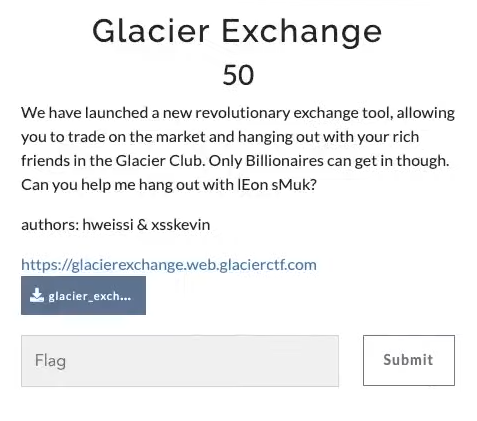 Glacier Exchange
50
We have launched a new revolutionary exchange tool, allowing
you to trade on the market and hanging out with your rich
friends in the Glacier Club. Only Billionaires can get in though.
Can you help me hang out with lEon sMuk?
authors: hweissi & xsskevin
https://glacierexchange.web.glacierctf.com
glacier_exch...
Flag
Submit